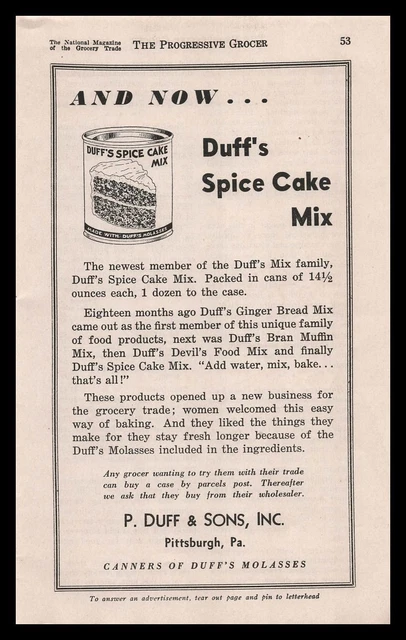 The National Magazine
of the Grocery Trade
THE PROGRESSIVE GROCER
53
AND NOW...
DUFF'S SPICE CAKE
MIX
MADE WITH DUFF'S MOLASSES
Duff's
Spice Cake
Mix
The newest member of the Duff's Mix family,
Duff's Spice Cake Mix. Packed in cans of 14½
ounces each, 1 dozen to the case.
Eighteen months ago Duff's Ginger Bread Mix
came out as the first member of this unique family
of food products, next was Duff's Bran Muffin
Mix, then Duff's Devil's Food Mix and finally
Duff's Spice Cake Mix. "Add water, mix, bake...
that's all!"
These products opened up a new business for
the grocery trade; women welcomed this easy
way of baking. And they liked the things they
make for they stay fresh longer because of the
Duff's Molasses included in the ingredients.
Any grocer wanting to try them with their trade
can buy a case by parcels post. Thereafter
we ask that they buy from their wholesaler.
P. DUFF & SONS, INC.
Pittsburgh, Pa.
CANNERS OF DUFF'S MOLASSES
To answer an advertisement, tear out page and pin to letterhead